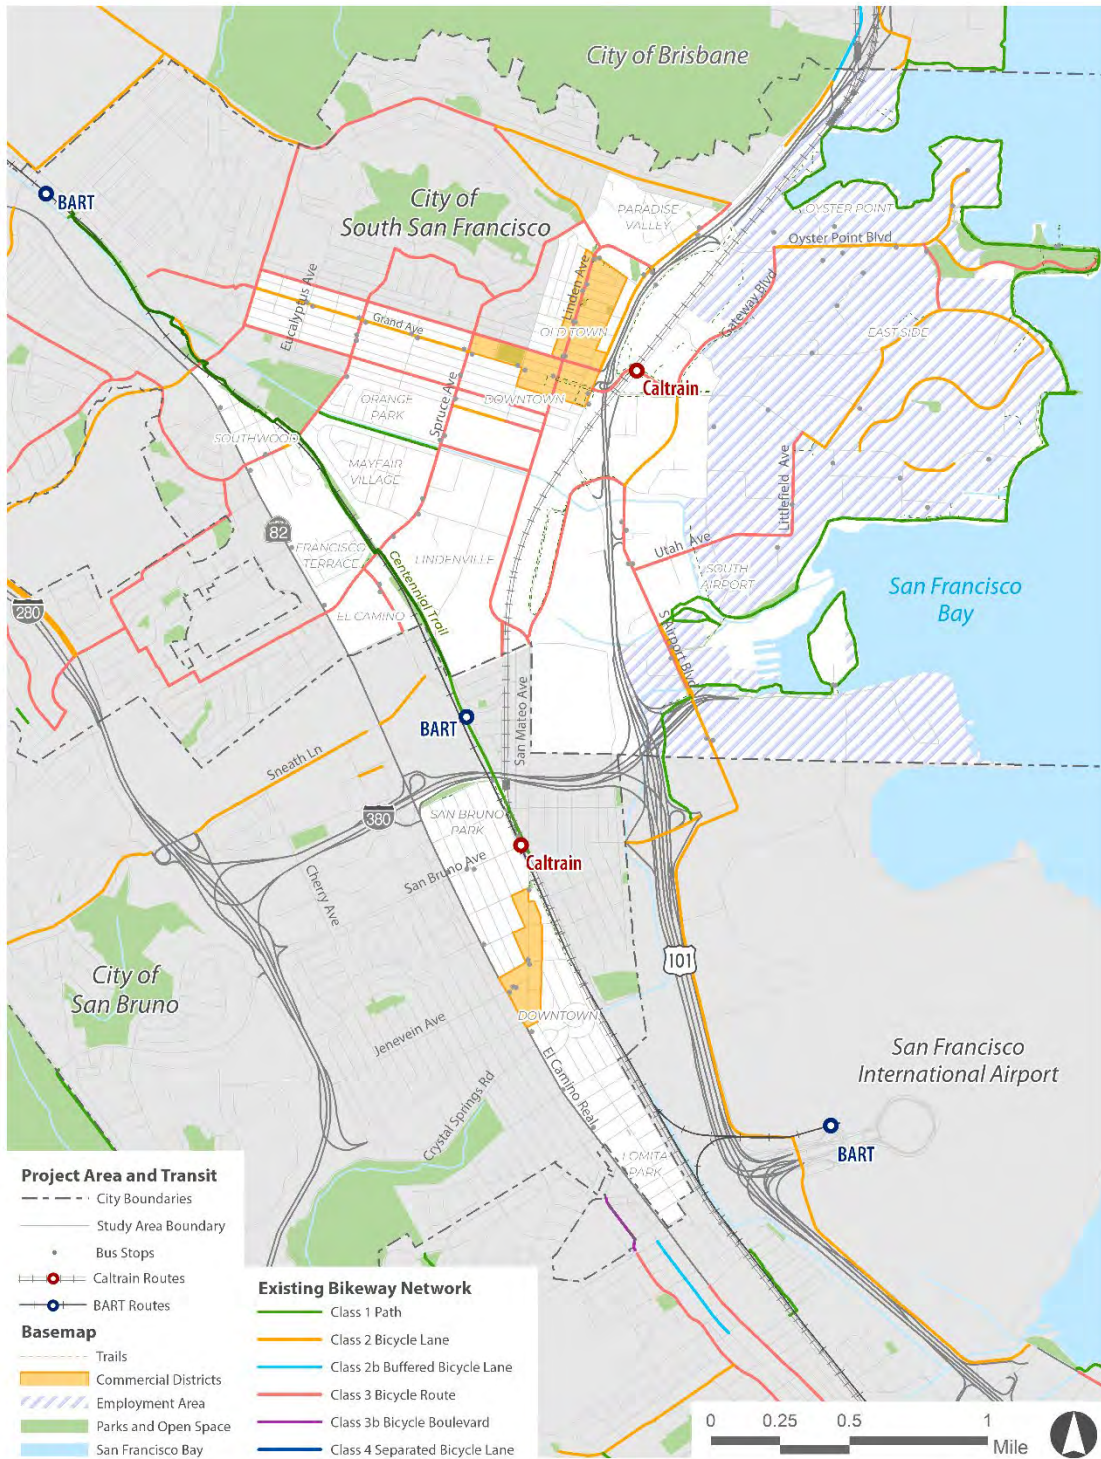 City of Brisbane
BART
City of
South San Francisco
PARADISE
VALLEY
OYSTER POINT
Oyster Point Blvd
Linden Ave
Eucalyptus Ave
Gateway Blvd
Grand Ave
OLD TOWN
EAST SIDE
Caltrain
ORANGE
PARK
DOWNTOWN
Spruce Ave
SOUTHWOOD
MAYFAIR
VILLAGE
Littlefield Ave
82
FRANCISCO
TERRACE
Centennial Trail
LINDENVILLE
Utah Ave
SOUTH
AIRPORT
San Francisco
Bay
280
EL CAMINO
S Airport Blvd
BART
San Mateo Ave
Sneath Ln
380
SAN BRUNO
PARK
San Bruno Ave
Caltrain
Cherry Ave
101
City of
San Bruno
DOWNTOWN
Jenevein Ave
El Camino Real
San Francisco
International Airport
Crystal Springs Rd
BART
LOMITA
PARK
Project Area and Transit
City Boundaries
Study Area Boundary
Bus Stops
Caltrain Routes
BART Routes
Basemap
Trails
Commercial Districts
Employment Area
Parks and Open Space
San Francisco Bay
Existing Bikeway Network
Class 1 Path
Class 2 Bicycle Lane
Class 2b Buffered Bicycle Lane
Class 3 Bicycle Route
Class 3b Bicycle Boulevard
Class 4 Separated Bicycle Lane
0 0.25 0.5 1
Mile